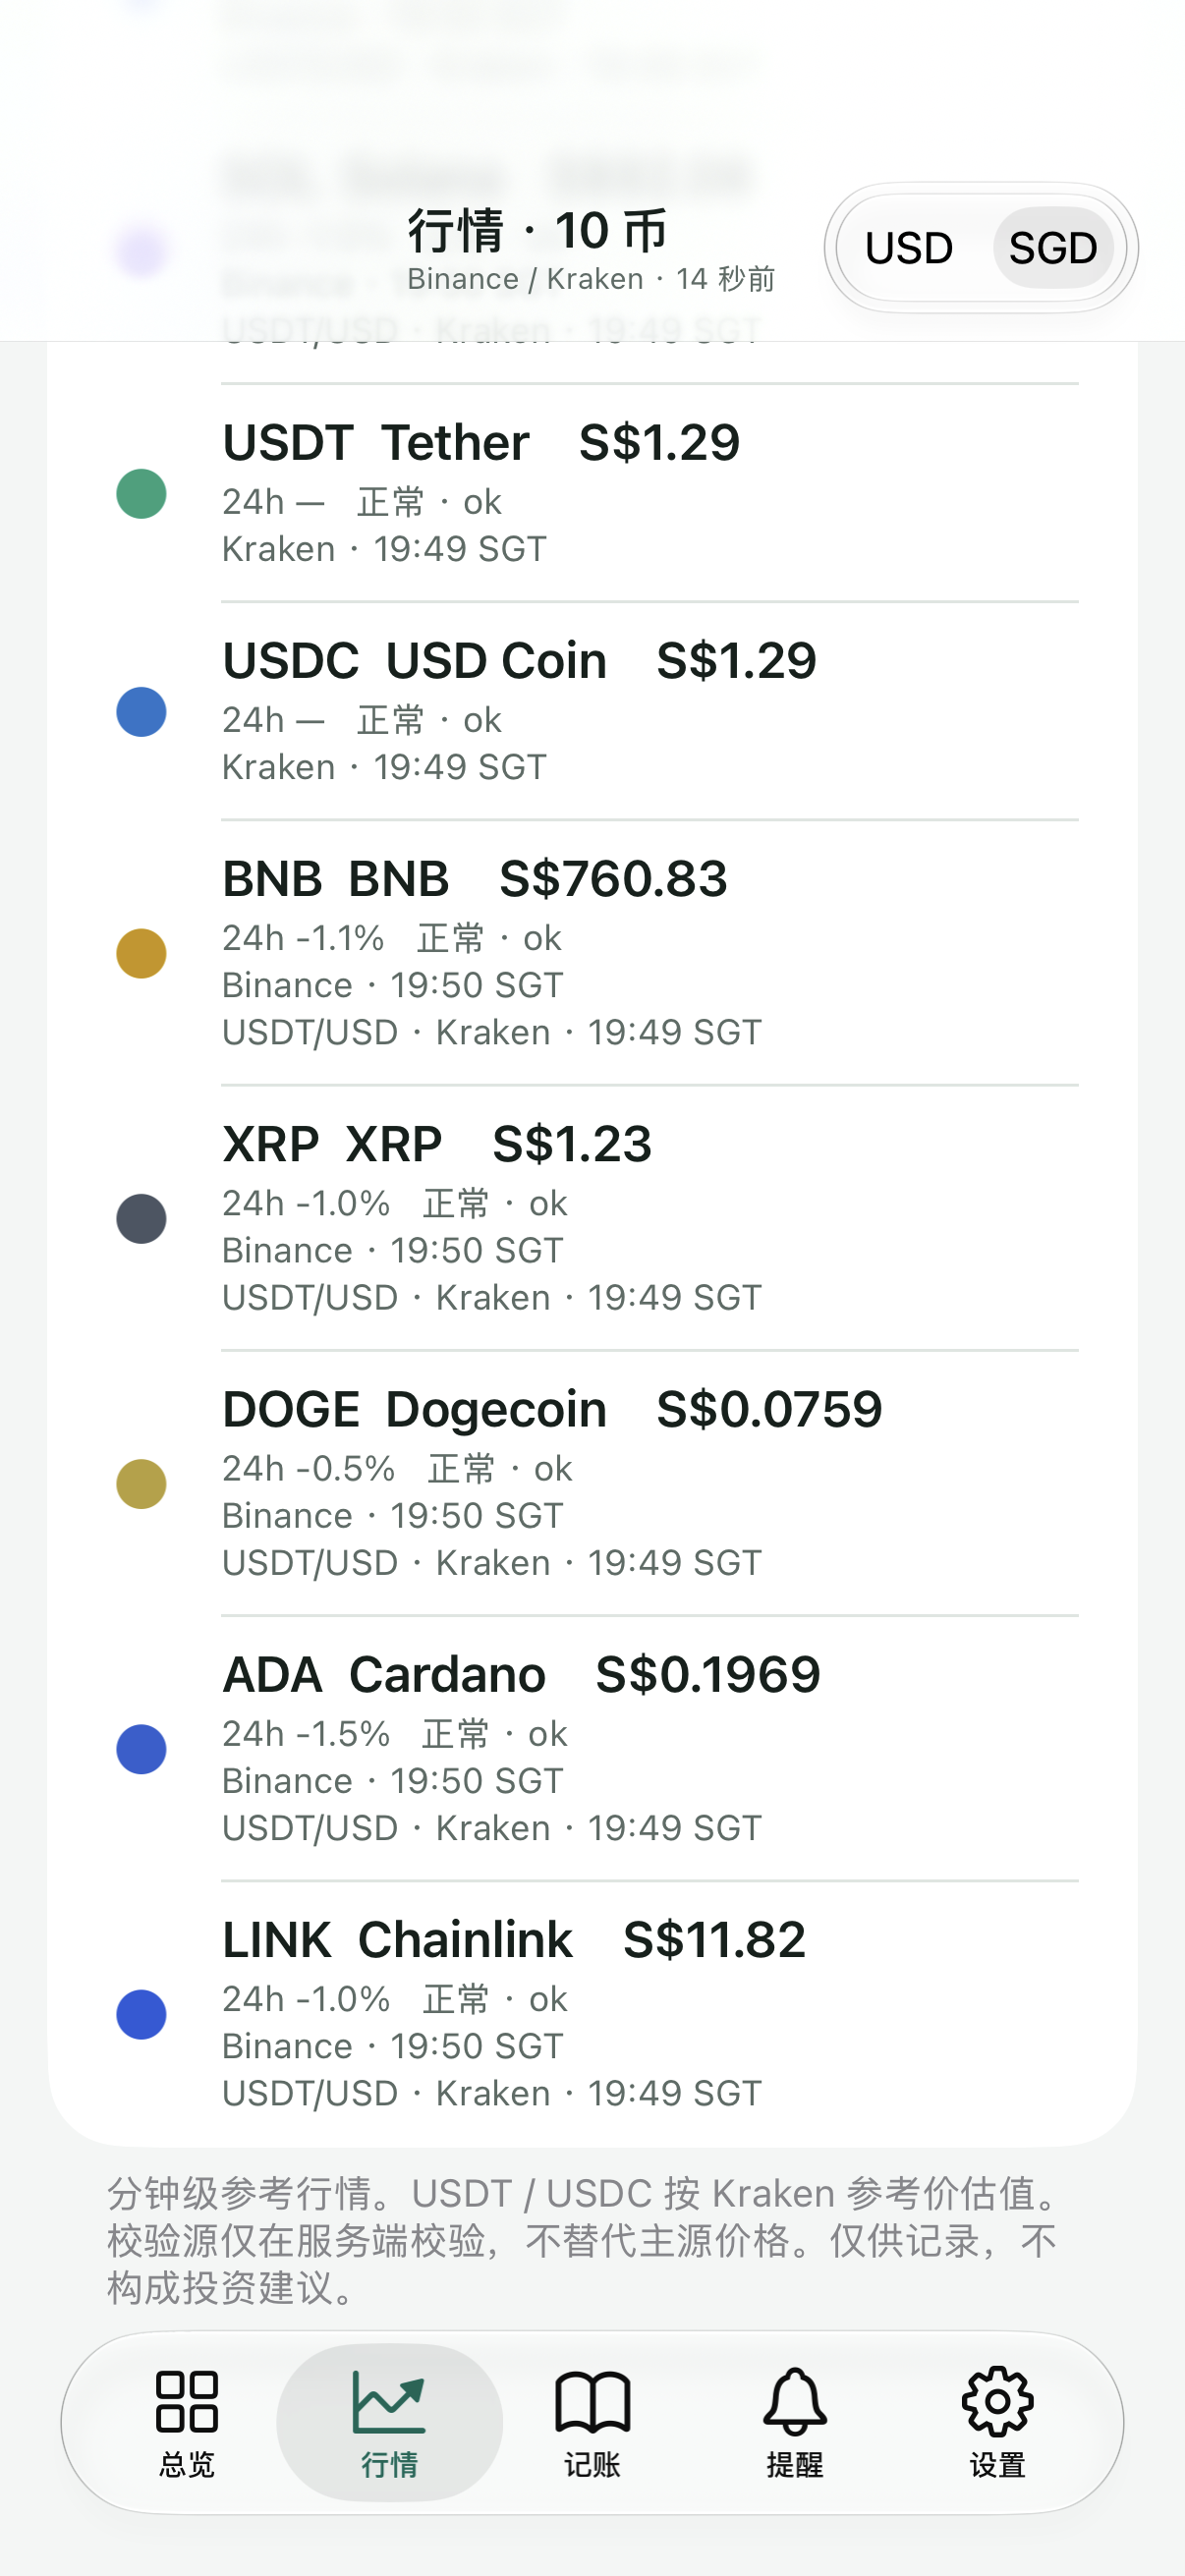 行情 · 10 币
Binance / Kraken · 14 秒前
USD SGD
USDT/USD · Kraken · 19:49 SGT
USDT Tether S$1.29
24h — 正常 · ok
Kraken · 19:49 SGT
USDC USD Coin S$1.29
24h — 正常 · ok
Kraken · 19:49 SGT
BNB BNB S$760.83
24h -1.1% 正常 · ok
Binance · 19:50 SGT
USDT/USD · Kraken · 19:49 SGT
XRP XRP S$1.23
24h -1.0% 正常 · ok
Binance · 19:50 SGT
USDT/USD · Kraken · 19:49 SGT
DOGE Dogecoin S$0.0759
24h -0.5% 正常 · ok
Binance · 19:50 SGT
USDT/USD · Kraken · 19:49 SGT
ADA Cardano S$0.1969
24h -1.5% 正常 · ok
Binance · 19:50 SGT
USDT/USD · Kraken · 19:49 SGT
LINK Chainlink S$11.82
24h -1.0% 正常 · ok
Binance · 19:50 SGT
USDT/USD · Kraken · 19:49 SGT
分钟级参考行情。USDT / USDC 按 Kraken 参考价估值。
校验源仅在服务端校验，不替代主源价格。仅供记录，不
构成投资建议。
总览 行情 记账 提醒 设置